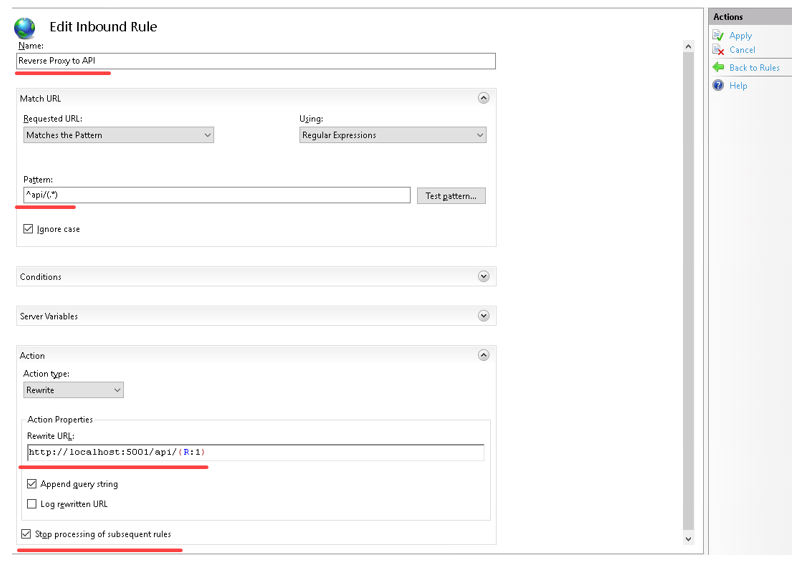 Edit Inbound Rule
Name:
Reverse Proxy to API
Match URL
Requested URL:
Using:
Matches the Pattern
Regular Expressions
Pattern:
^api/(.*)
Test pattern...
Ignore case
Conditions
Server Variables
Action
Action type:
Rewrite
Action Properties
Rewrite URL:
http://localhost:5001/api/(R:1)
Append query string
Log rewritten URL
Stop processing of subsequent rules
Actions
Apply
Cancel
Back to Rules
Help